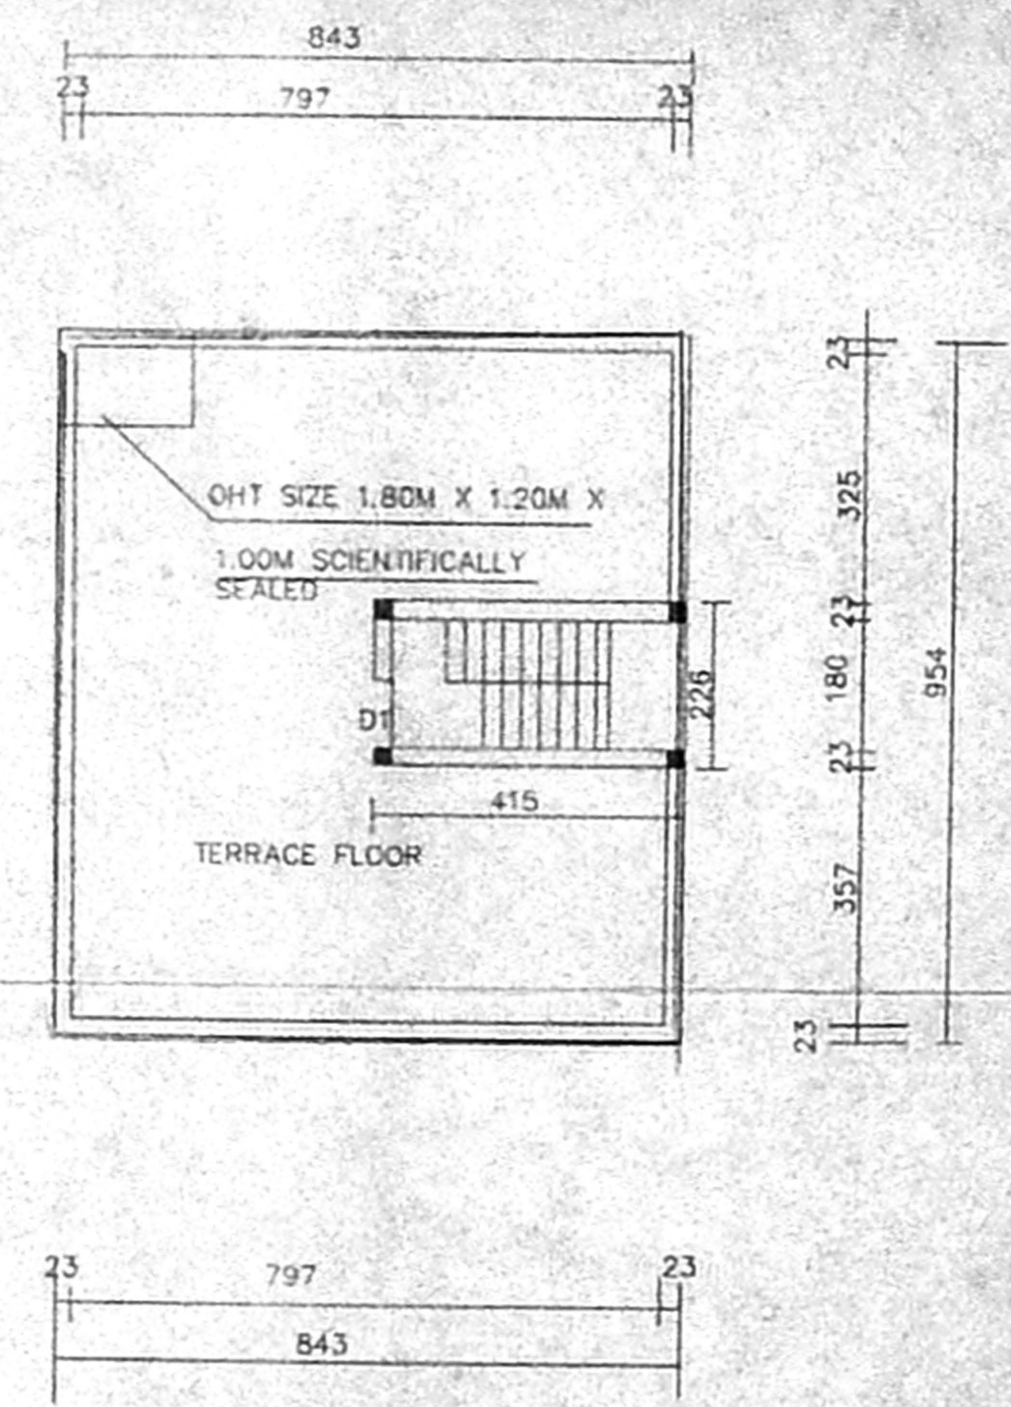 843
23 797 23
23
OHT SIZE 1.80M X 1.20M X
325
1.00M SCIENTIFICALLY
SEALED
23
180
954
226
D1
23
415
TERRACE FLOOR
357
23
23 797 23
843